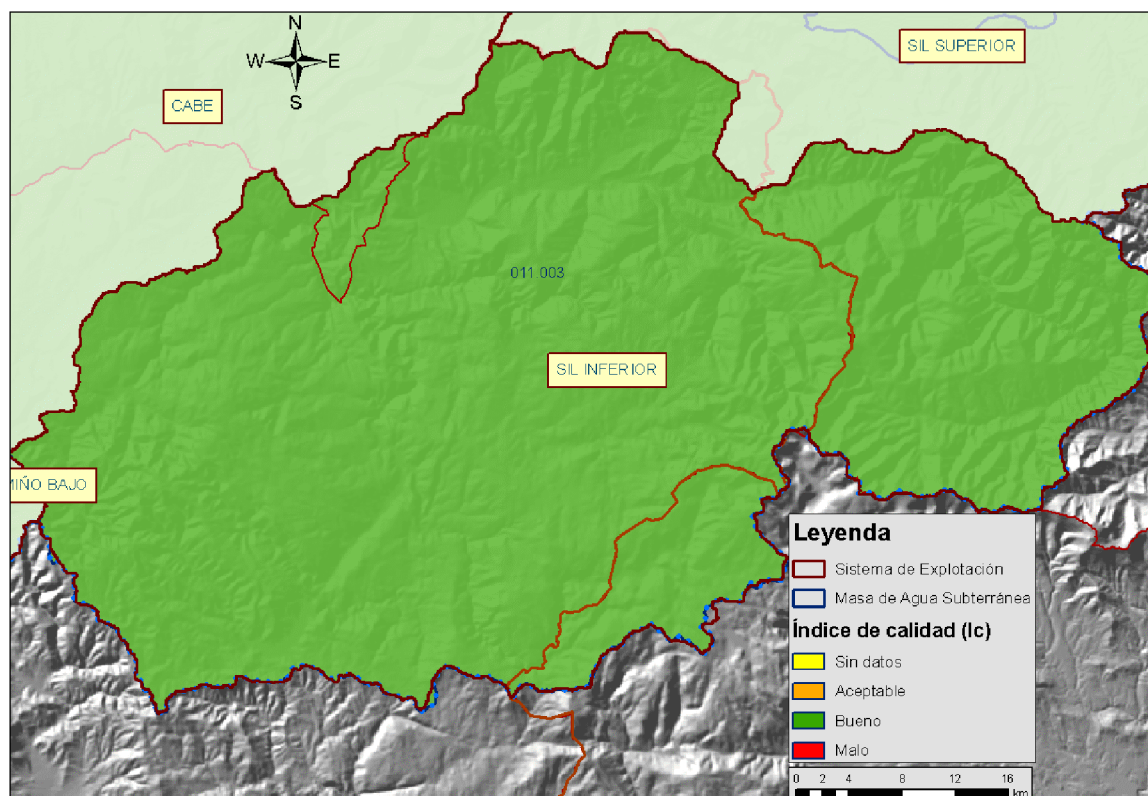 N
W E
S
SIL SUPERIOR
CABE
011.003
SIL INFERIOR
MIÑO BAJO
Leyenda
Sistema de Explotación
Masa de Agua Subterránea
Índice de calidad (Ic)
Sin datos
Aceptable
Bueno
Malo
0 2 4 8 12 16
km